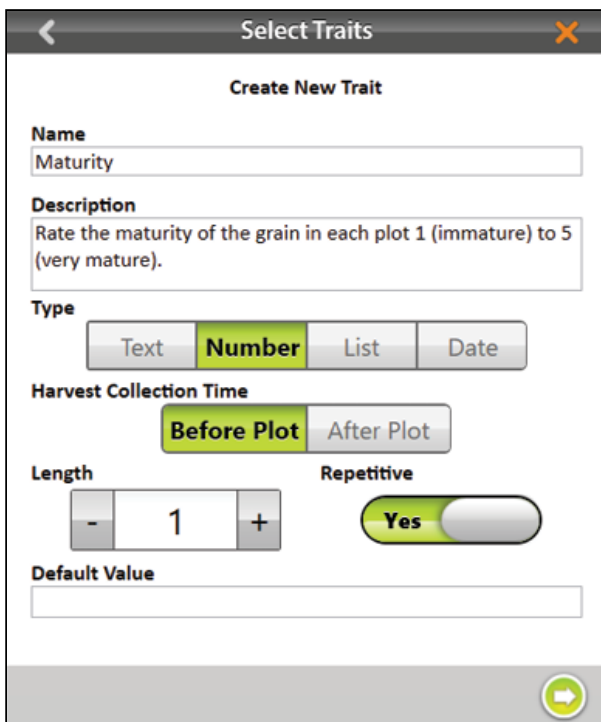 Select Traits
Create New Trait
Name
Maturity
Description
Rate the maturity of the grain in each plot 1 (immature) to 5
(very mature).
Type
Text Number List Date
Harvest Collection Time
Before Plot After Plot
Length Repetitive
- 1 + Yes
Default Value